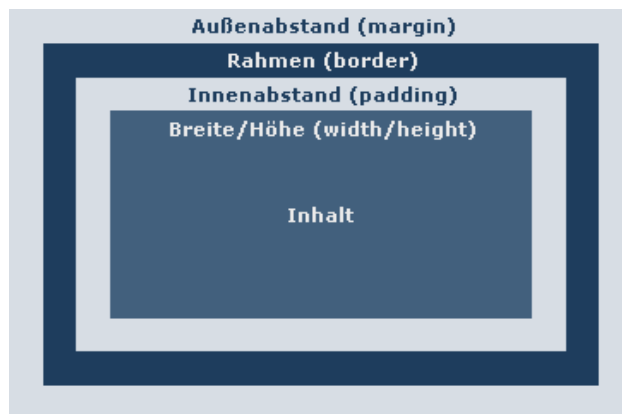 Außenabstand (margin)
Rahmen (border)
Innenabstand (padding)
Breite/Höhe (width/height)
Inhalt